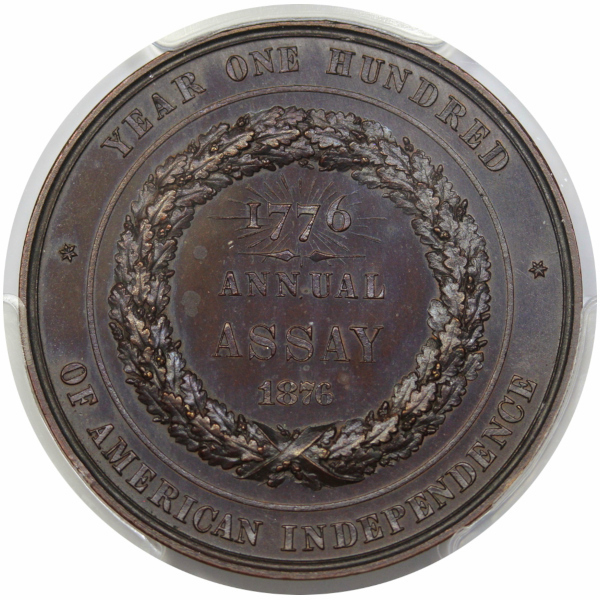 YEAR ONE HUNDRED
1776
ANNUAL
ASSAY
1876
OF AMERICAN INDEPENDENCE